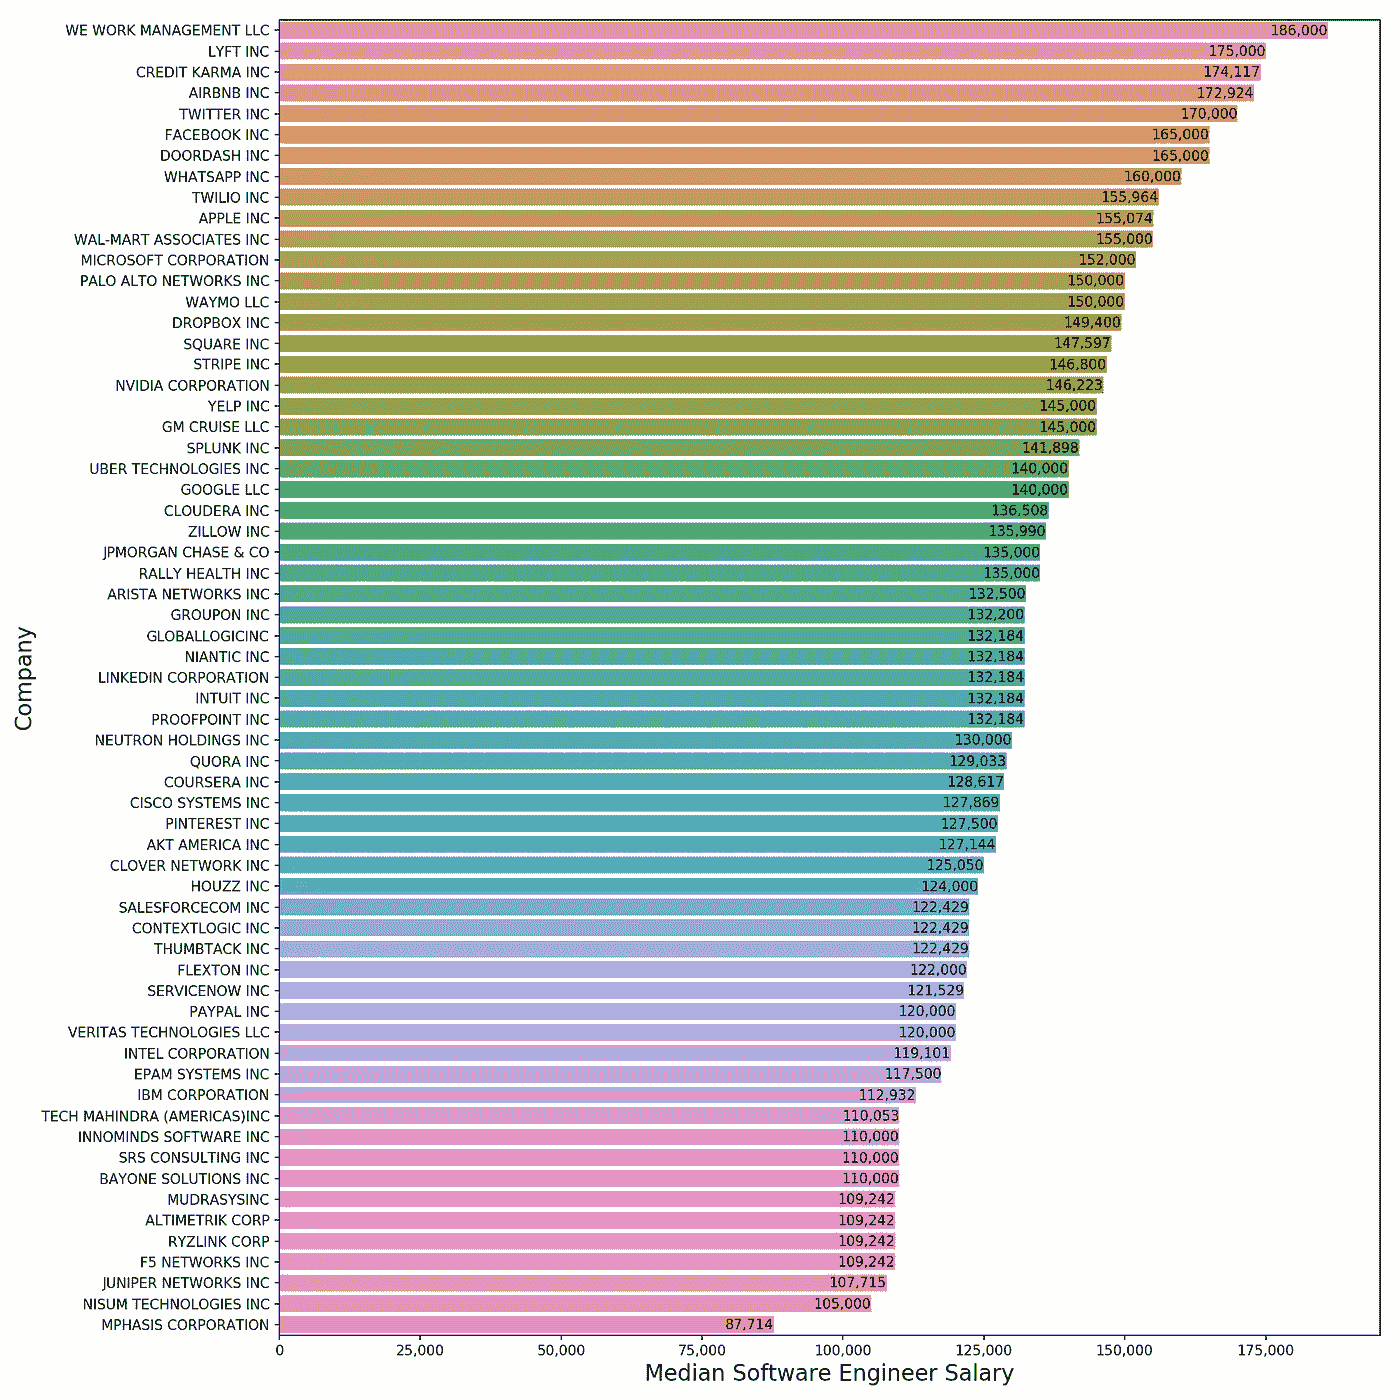 WE WORK MANAGEMENT LLC 186,000
LYFT INC 175,000
CREDIT KARMA INC 174,117
AIRBNB INC 172,924
TWITTER INC 170,000
FACEBOOK INC 165,000
DOORDASH INC 165,000
WHATSAPP INC 160,000
TWILIO INC 155,964
APPLE INC 155,074
WAL-MART ASSOCIATES INC 155,000
MICROSOFT CORPORATION 152,000
PALO ALTO NETWORKS INC 150,000
WAYMO LLC 150,000
DROPBOX INC 149,400
SQUARE INC 147,597
STRIPE INC 146,800
NVIDIA CORPORATION 146,223
YELP INC 145,000
GM CRUISE LLC 145,000
SPLUNK INC 141,898
UBER TECHNOLOGIES INC 140,000
GOOGLE LLC 140,000
CLOUDERA INC 136,508
ZILLOW INC 135,990
JPMORGAN CHASE & CO 135,000
RALLY HEALTH INC 135,000
ARISTA NETWORKS INC 132,500
GROUPON INC 132,200
GLOBALLOGICINC 132,184
NIANTIC INC 132,184
LINKEDIN CORPORATION 132,184
INTUIT INC 132,184
PROOFPOINT INC 132,184
NEUTRON HOLDINGS INC 130,000
QUORA INC 129,033
COURSERA INC 128,617
CISCO SYSTEMS INC 127,869
PINTEREST INC 127,500
AKT AMERICA INC 127,144
CLOVER NETWORK INC 125,050
HOUZZ INC 124,000
SALESFORCECOM INC 122,429
CONTEXTLOGIC INC 122,429
THUMBTACK INC 122,429
FLEXTON INC 122,000
SERVICENOW INC 121,529
PAYPAL INC 120,000
VERITAS TECHNOLOGIES LLC 120,000
INTEL CORPORATION 119,101
EPAM SYSTEMS INC 117,500
IBM CORPORATION 112,932
TECH MAHINDRA (AMERICAS)INC 110,053
INNOMINDS SOFTWARE INC 110,000
SRS CONSULTING INC 110,000
BAYONE SOLUTIONS INC 110,000
MUDRASYSINC 109,242
ALTIMETRIK CORP 109,242
RYZLINK CORP 109,242
F5 NETWORKS INC 109,242
JUNIPER NETWORKS INC 107,715
NISUM TECHNOLOGIES INC 105,000
MPHASIS CORPORATION 87,714
Company
0 25,000 50,000 75,000 100,000 125,000 150,000 175,000
Median Software Engineer Salary